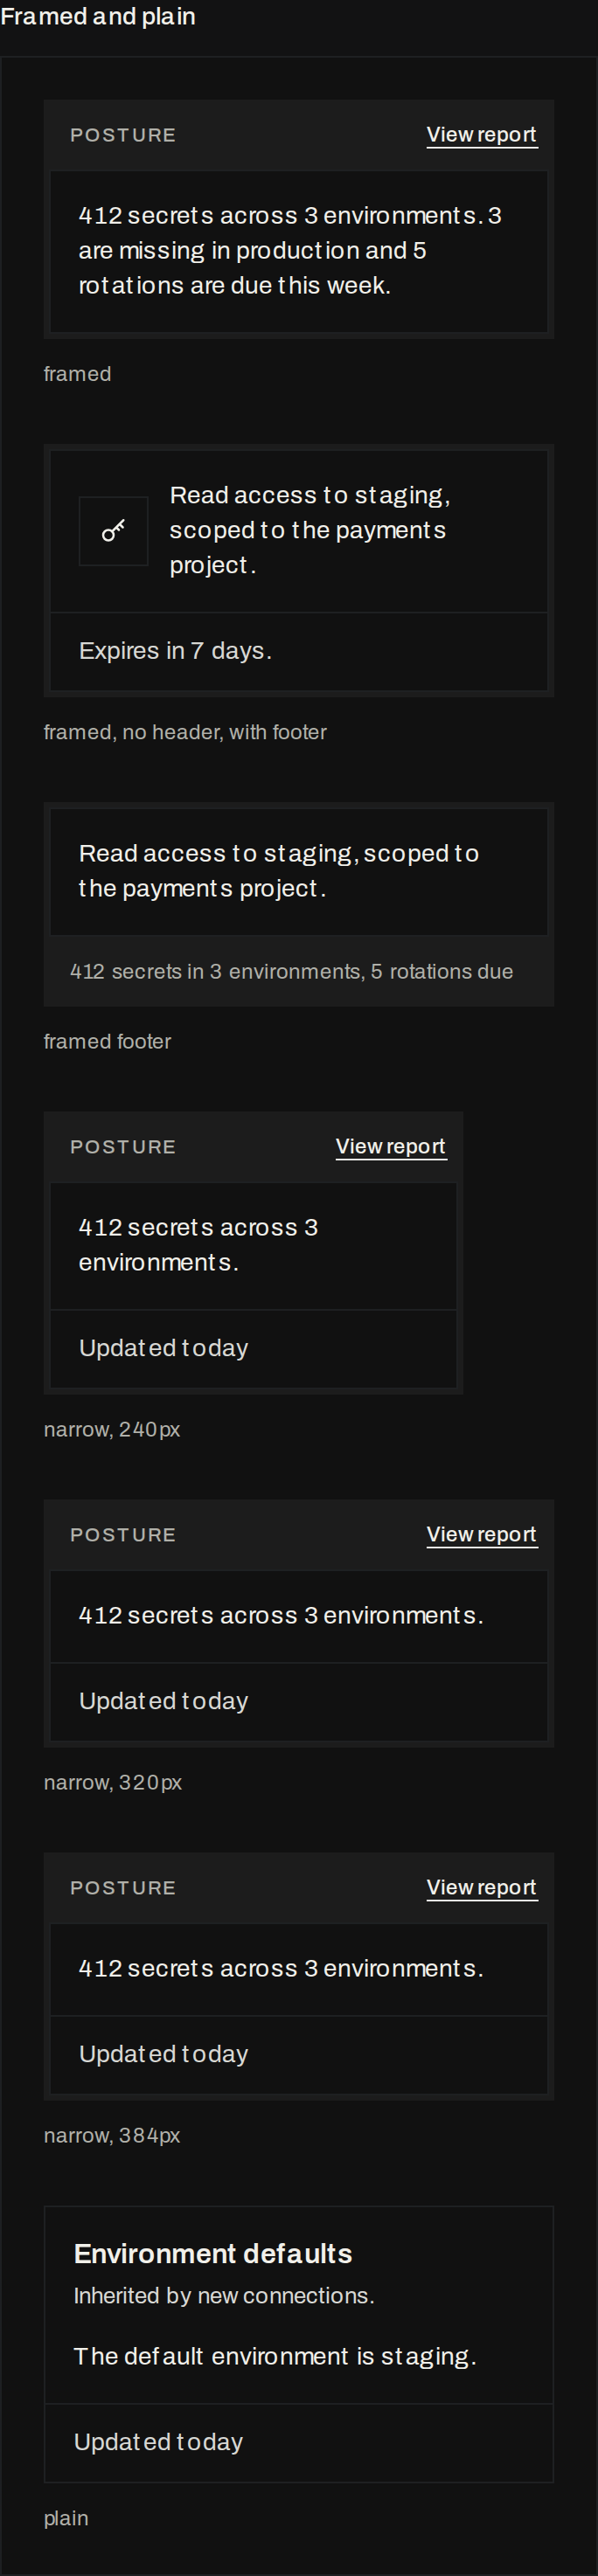 Framed and plain
POSTURE
View report
412 secrets across 3 environments. 3
are missing in production and 5
rotations are due this week.
framed
Read access to staging,
scoped to the payments
project.
Expires in 7 days.
framed, no header, with footer
Read access to staging, scoped to
the payments project.
412 secrets in 3 environments, 5 rotations due
framed footer
POSTURE
View report
412 secrets across 3
environments.
Updated today
narrow, 240px
POSTURE
View report
412 secrets across 3 environments.
Updated today
narrow, 320px
POSTURE
View report
412 secrets across 3 environments.
Updated today
narrow, 384px
Environment defaults
Inherited by new connections.
The default environment is staging.
Updated today
plain